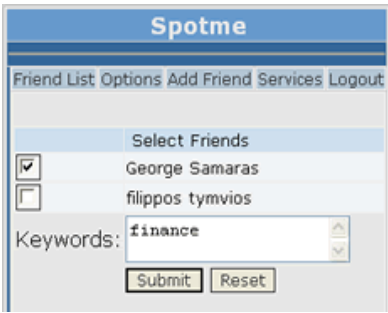 Spotme
Friend List Options Add Friend Services Logout
Select Friends
George Samaras
filippos tymvios
Keywords: finance
Submit Reset